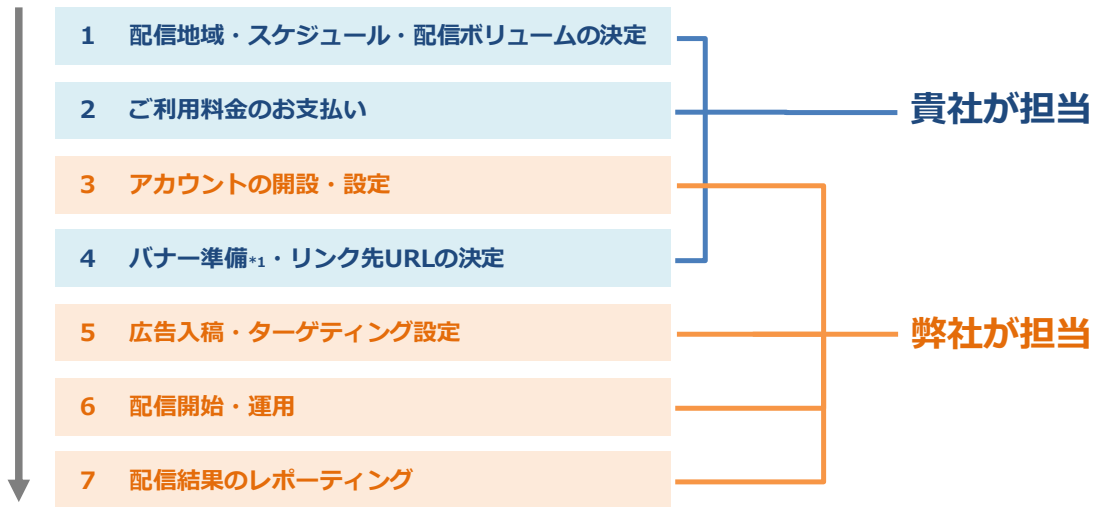 1 配信地域・スケジュール・配信ボリュームの決定
2 ご利用料金のお支払い
貴社が担当
3 アカウントの開設・設定
4 バナー準備*1・リンク先URLの決定
5 広告入稿・ターゲティング設定
弊社が担当
6 配信開始・運用
7 配信結果のレポーティング